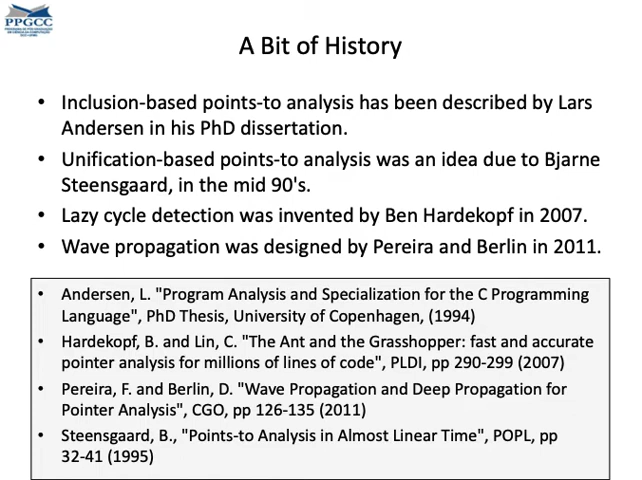 PPGCC
A Bit of History
• Inclusion-based points-to analysis has been described by Lars
Andersen in his PhD dissertation.
• Unification-based points-to analysis was an idea due to Bjarne
Steensgaard, in the mid 90's.
• Lazy cycle detection was invented by Ben Hardekopf in 2007.
• Wave propagation was designed by Pereira and Berlin in 2011.
• Andersen, L. "Program Analysis and Specialization for the C Programming
Language", PhD Thesis, University of Copenhagen, (1994)
• Hardekopf, B. and Lin, C. "The Ant and the Grasshopper: fast and accurate
pointer analysis for millions of lines of code", PLDI, pp 290-299 (2007)
• Pereira, F. and Berlin, D. "Wave Propagation and Deep Propagation for
Pointer Analysis", CGO, pp 126-135 (2011)
• Steensgaard, B., "Points-to Analysis in Almost Linear Time", POPL, pp
32-41 (1995)